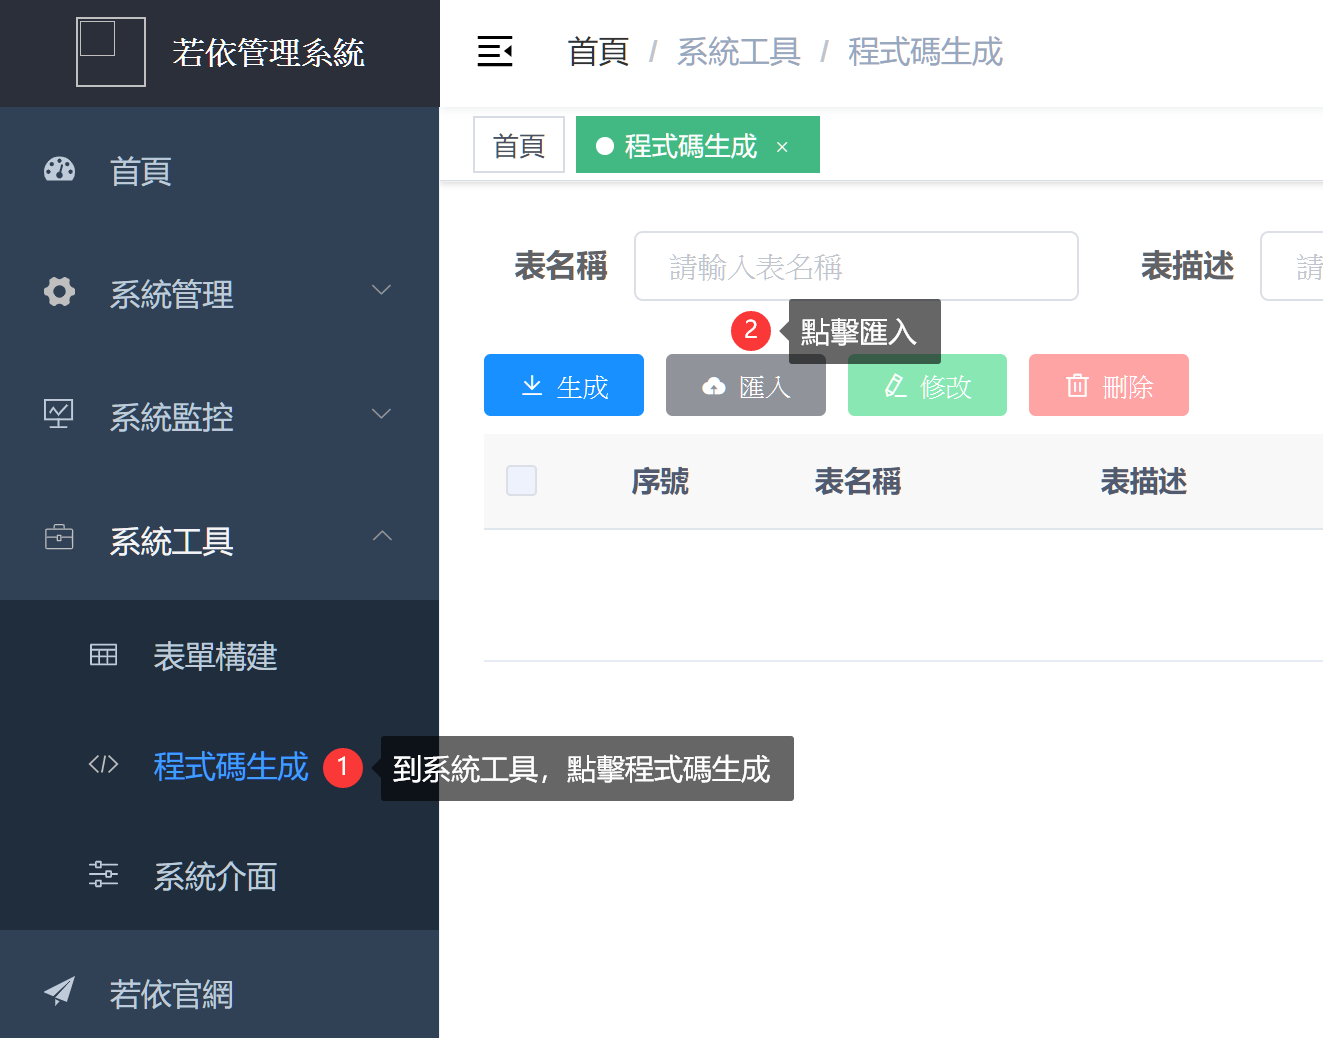 若依管理系統
首頁 / 系統工具 / 程式碼生成
首頁
程式碼生成 ×
首頁
系統管理
系統監控
系統工具
表單構建
程式碼生成
1 到系統工具，點擊程式碼生成
系統介面
若依官網
表名稱 請輸入表名稱
表描述 請
2 點擊匯入
生成 匯入 修改 刪除
序號 表名稱 表描述